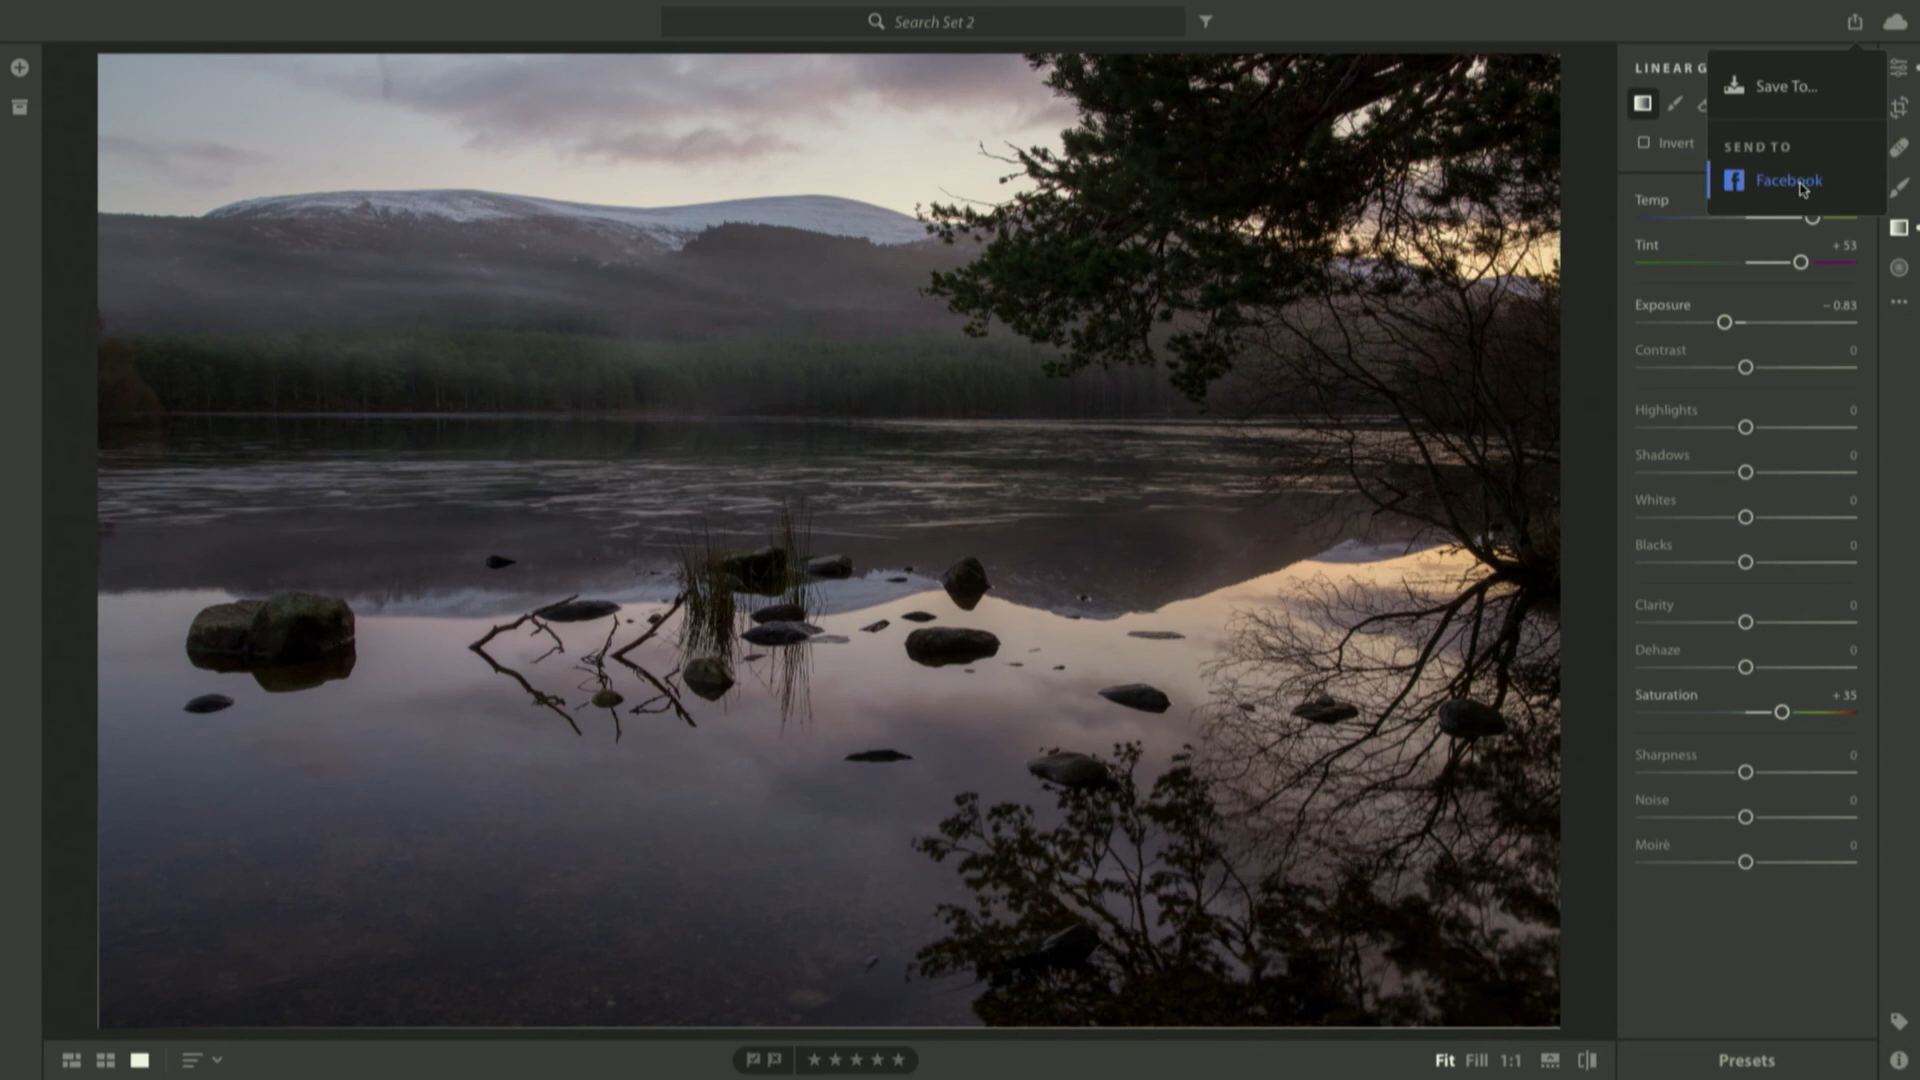 Search Set 2
LINEAR G
Save To...
SEND TO
Invert
Facebook
Temp
Tint + 53
Exposure − 0.83
Contrast 0
Highlights 0
Shadows 0
Whites 0
Blacks 0
Clarity 0
Dehaze 0
Saturation + 35
Sharpness 0
Noise 0
Moirè 0
Fit Fill 1:1
Presets